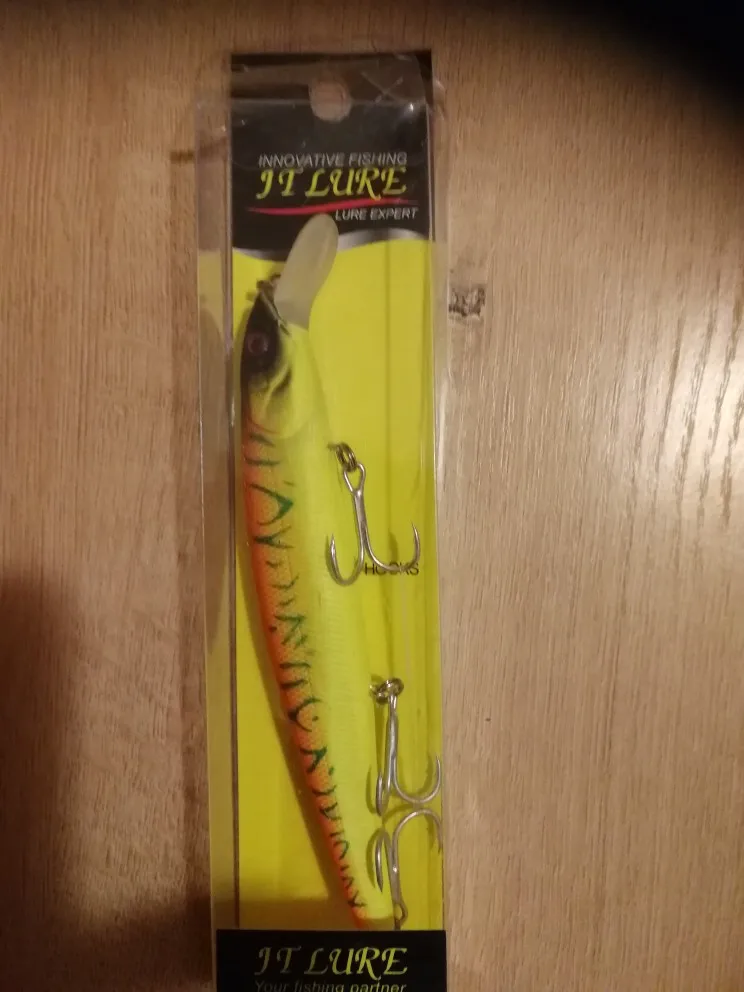 INNOVATIVE FISHING
JT LURE
LURE EXPERT
HOOKS
JT LURE
Your fishing partner